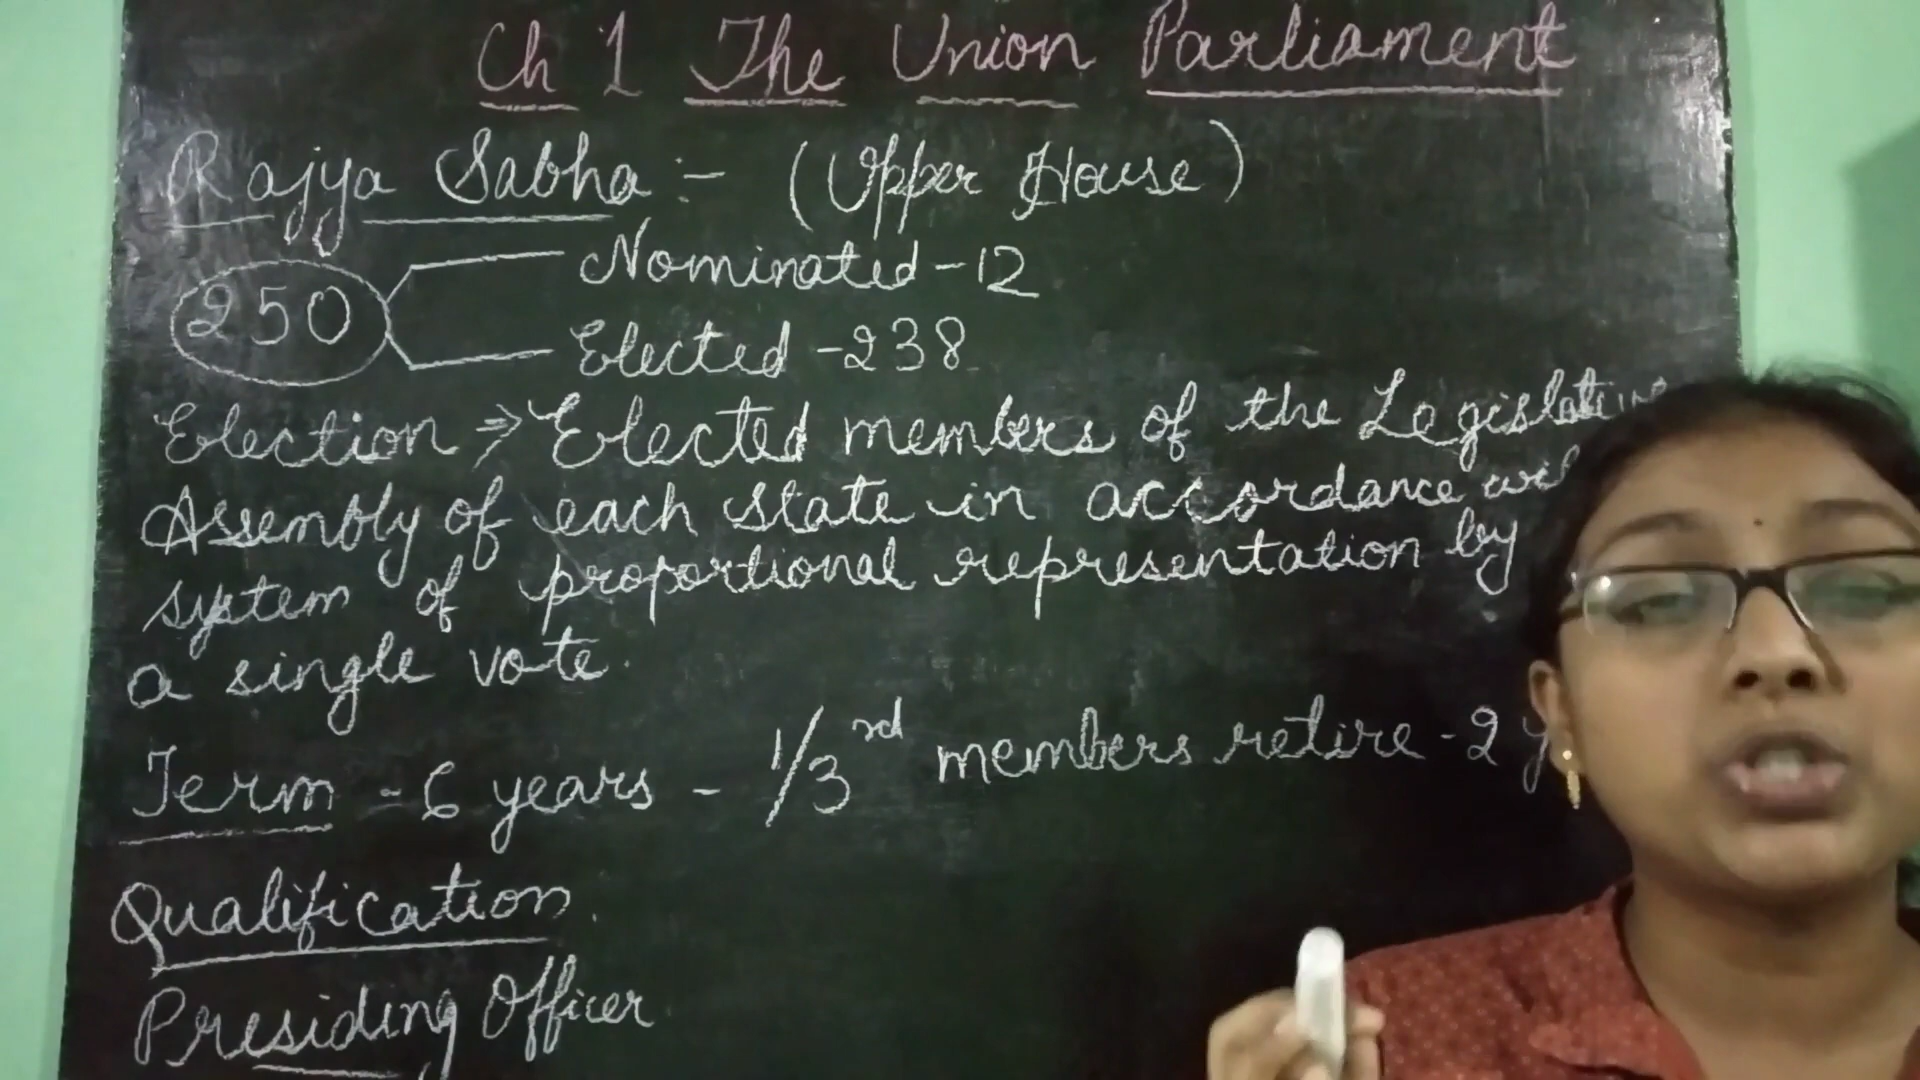 Ch 1 The Union Parliament
Rajya Sabha :- (Upper House)
250
Nominated - 12
Elected - 238
Election → Elected members of the Legislative
Assembly of each state in accordance
system of proportional representation by
a single vote.
Term - 6 years - 1/3rd members retire - 2
Qualification
Presiding Officer